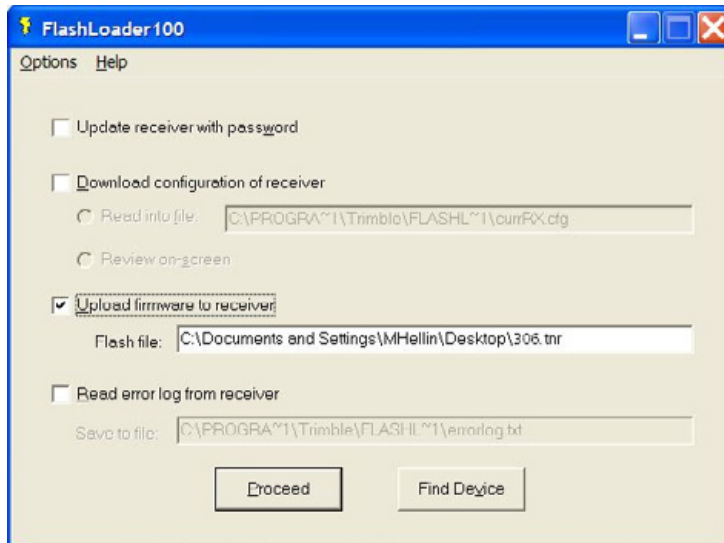 FlashLoader100
Options Help
Update receiver with password
Download configuration of receiver
Read into file: C:\PROGRA~1\Trimble\FLASHL~1\currRX.cfg
Review on-screen
Upload firmware to receiver
Flash file: C:\Documents and Settings\MHellin\Desktop\306.tnr
Read error log from receiver
Save to file: C:\PROGRA~1\Trimble\FLASHL~1\errorlog.txt
Proceed Find Device